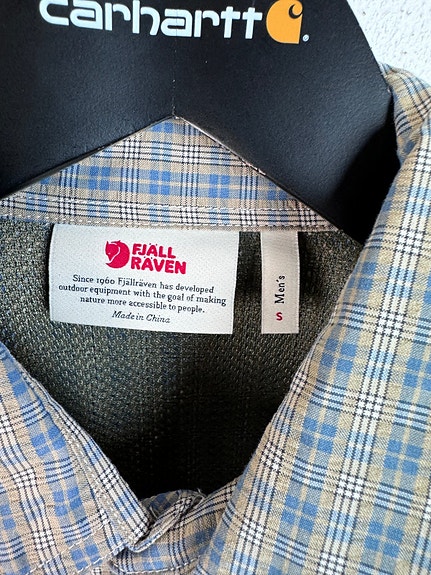 carhartt
FJÄLL
RÄVEN
Since 1960 Fjällräven has developed
outdoor equipment with the goal of making
nature more accessible to people.
Made in China
Men's
S